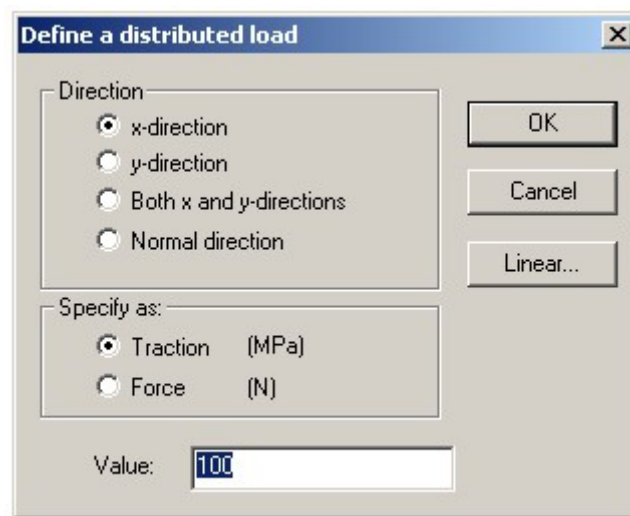 Define a distributed load
Direction
x-direction
y-direction
Both x and y-directions
Normal direction
OK
Cancel
Linear...
Specify as:
Traction (MPa)
Force (N)
Value: 100